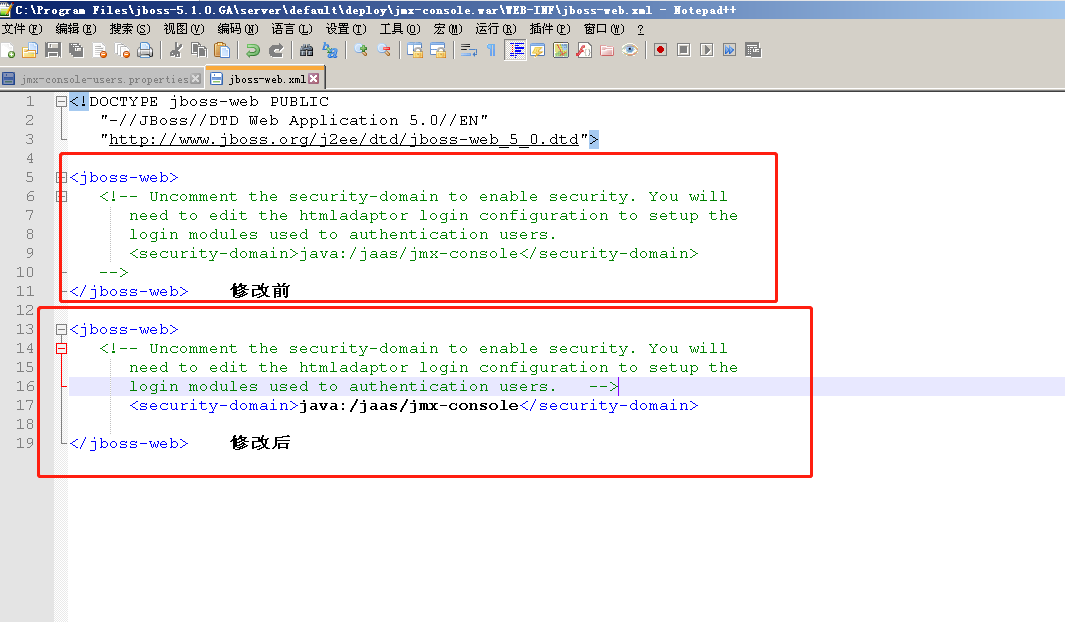 C:\Program Files\jboss-5.1.0.GA\server\default\deploy\jmx-console.war\WEB-INF\jboss-web.xml - Notepad++
文件(F) 编辑(E) 搜索(S) 视图(V) 编码(N) 语言(L) 设置(T) 工具(O) 宏(M) 运行(R) 插件(P) 窗口(W) ?
jmx-console-users.properties jboss-web.xml
1 <!DOCTYPE jboss-web PUBLIC
2 "-//JBoss//DTD Web Application 5.0//EN"
3 "http://www.jboss.org/j2ee/dtd/jboss-web_5_0.dtd">
4
5 <jboss-web>
6 <!-- Uncomment the security-domain to enable security. You will
7 need to edit the htmladaptor login configuration to setup the
8 login modules used to authentication users.
9 <security-domain>java:/jaas/jmx-console</security-domain>
10 -->
11 </jboss-web> 修改前
12
13 <jboss-web>
14 <!-- Uncomment the security-domain to enable security. You will
15 need to edit the htmladaptor login configuration to setup the
16 login modules used to authentication users. -->
17 <security-domain>java:/jaas/jmx-console</security-domain>
18
19 </jboss-web> 修改后